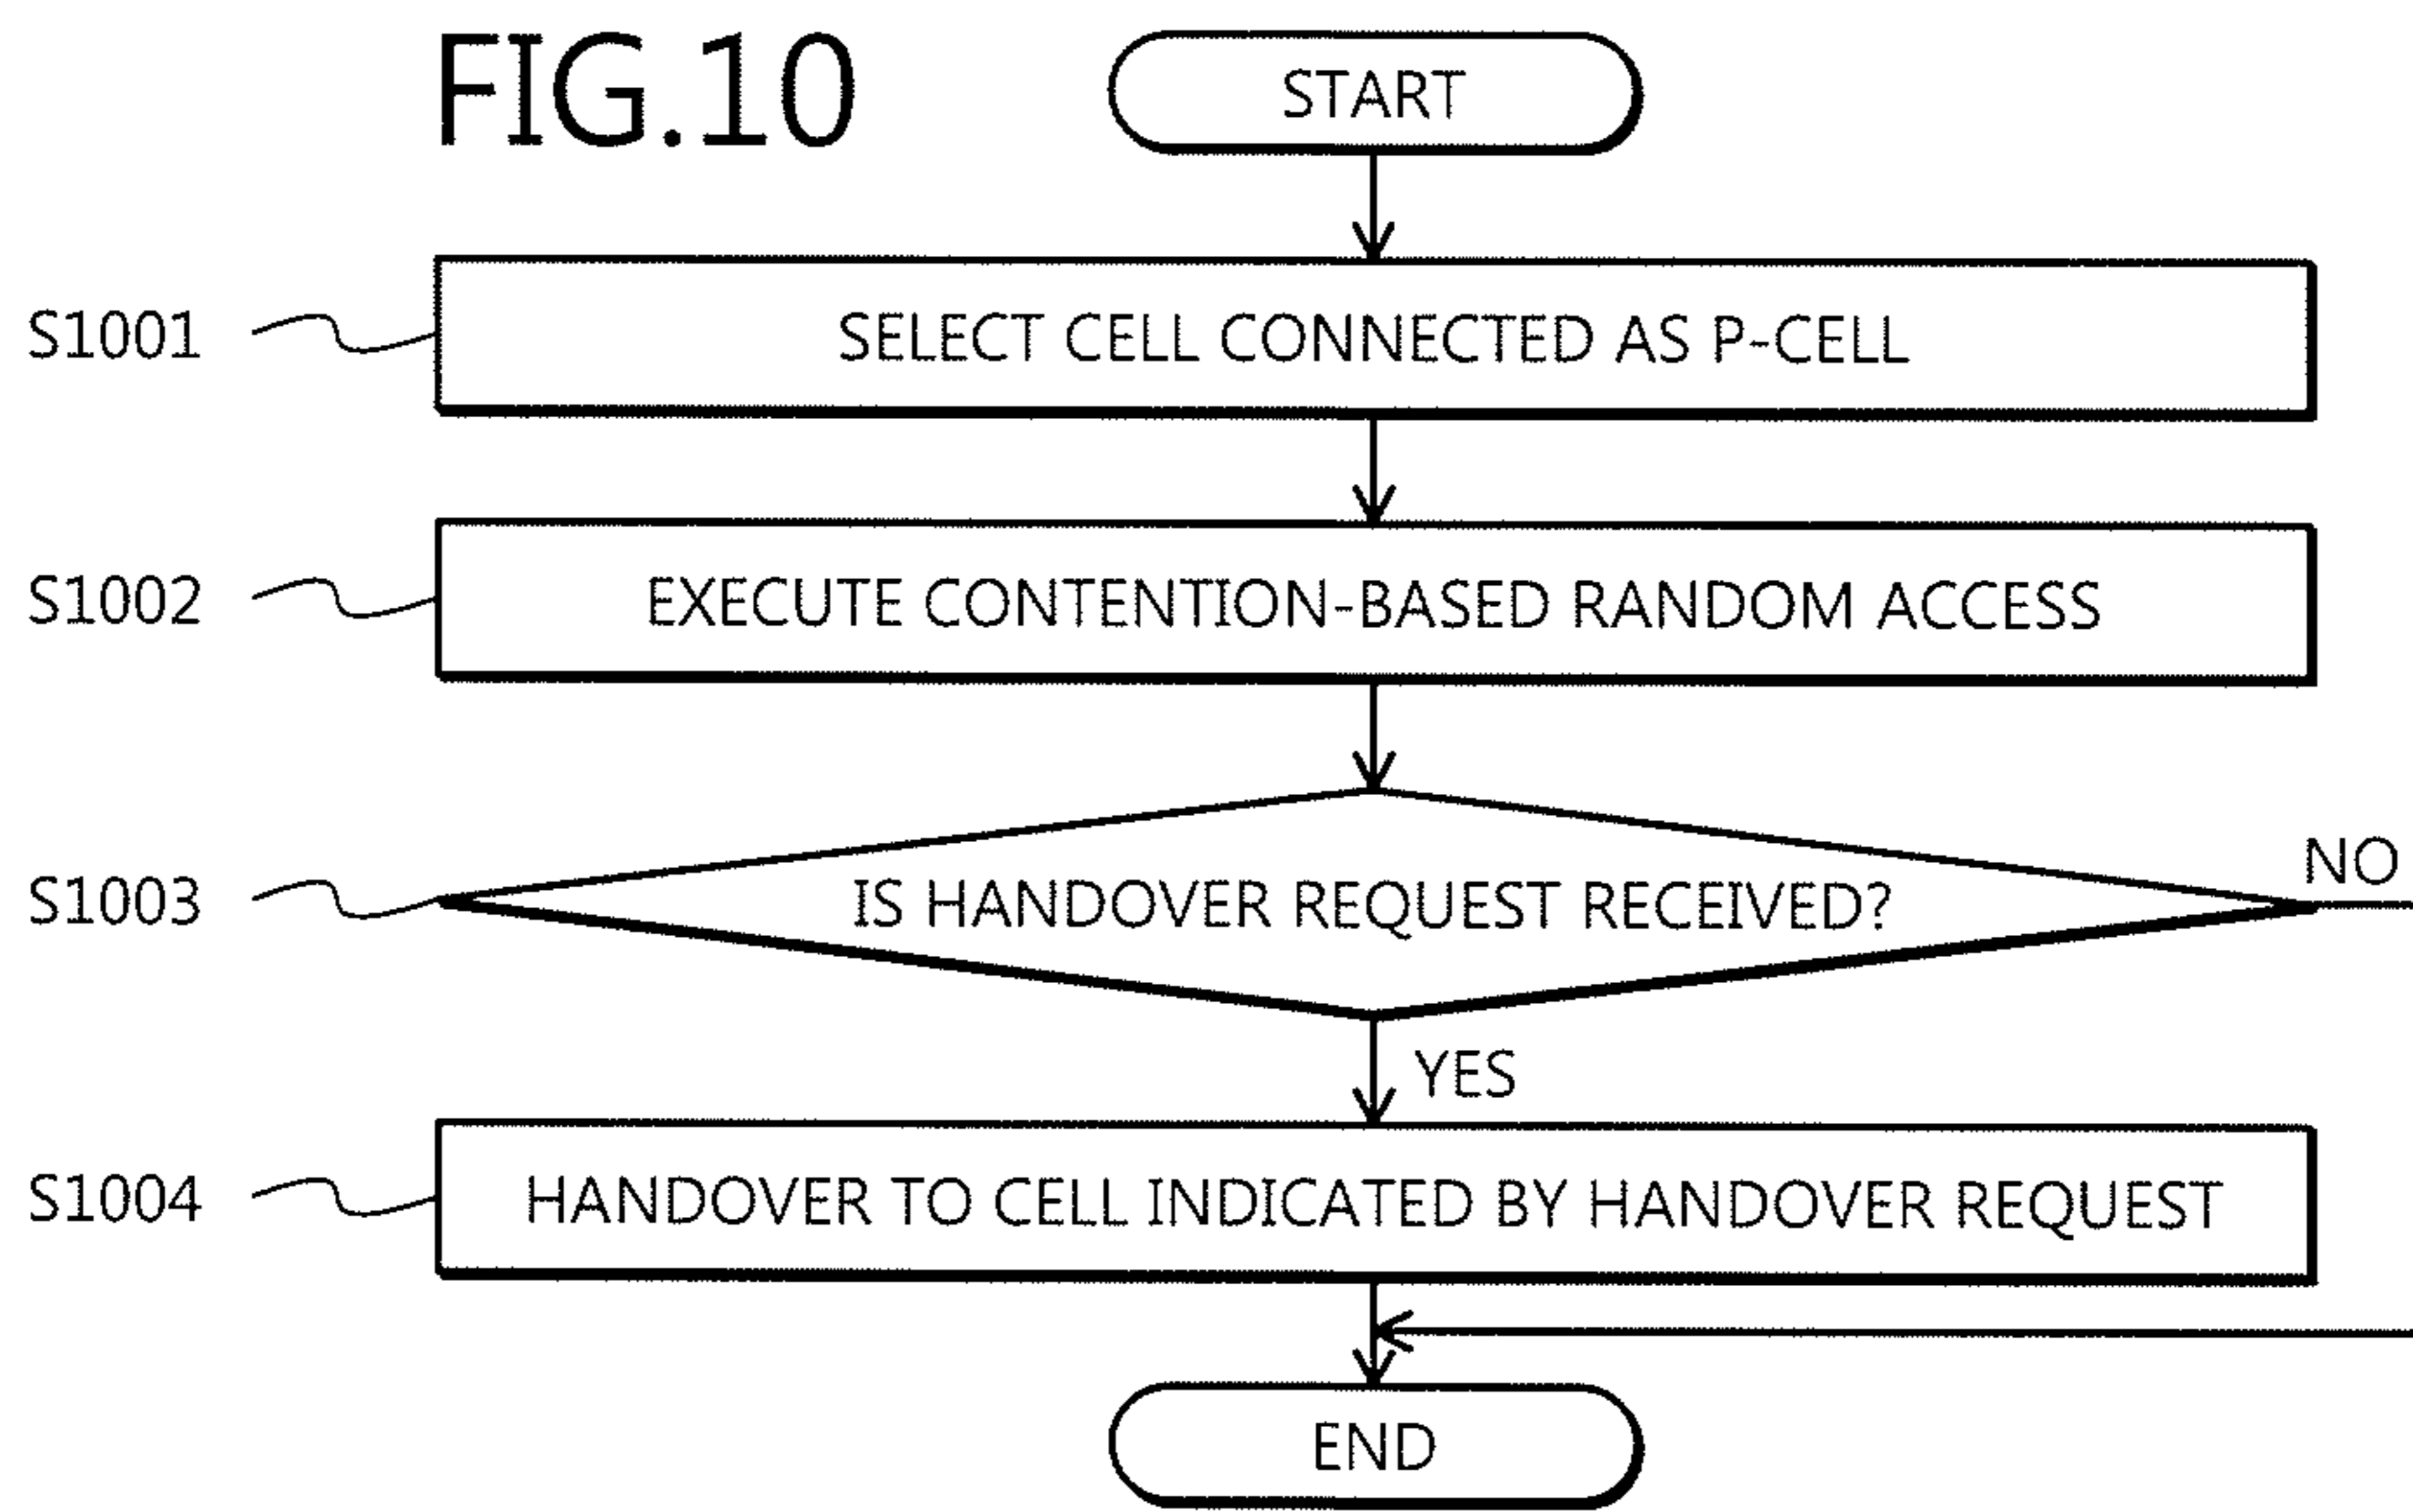 FIG.10
START
S1001
SELECT CELL CONNECTED AS P-CELL
S1002
EXECUTE CONTENTION-BASED RANDOM ACCESS
S1003
IS HANDOVER REQUEST RECEIVED?
NO
YES
S1004
HANDOVER TO CELL INDICATED BY HANDOVER REQUEST
END